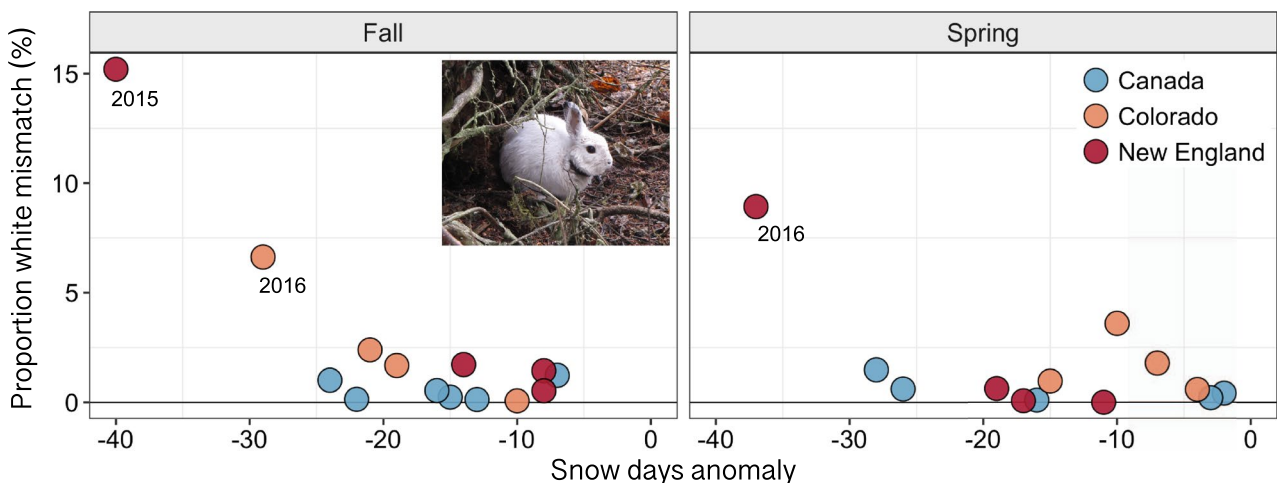 Fall
Spring
Proportion white mismatch (%)
15
10
5
0
2015
2016
2016
Canada
Colorado
New England
-40
-30
-20
-10
0
-40
-30
-20
-10
0
Snow days anomaly